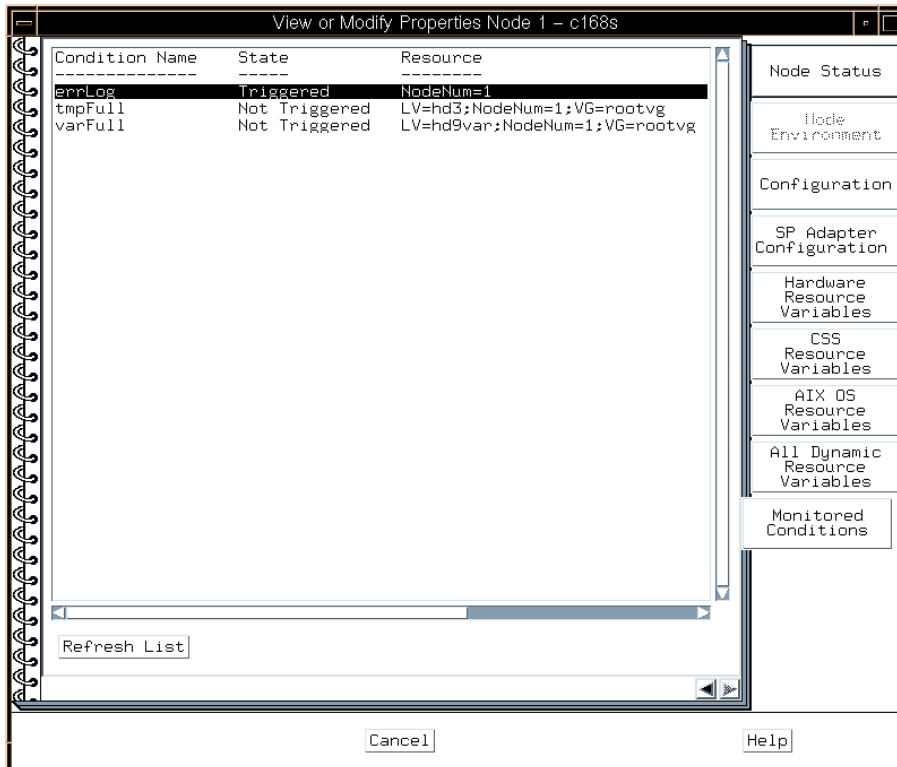 View or Modify Properties Node 1 – c168s
Condition Name State Resource
-------------- ----- --------
errLog Triggered NodeNum=1
tmpFull Not Triggered LV=hd3;NodeNum=1;VG=rootvg
varFull Not Triggered LV=hd9var;NodeNum=1;VG=rootvg
Node Status
Node
Environment
Configuration
SP Adapter
Configuration
Hardware
Resource
Variables
CSS
Resource
Variables
AIX OS
Resource
Variables
All Dynamic
Resource
Variables
Monitored
Conditions
Refresh List
Cancel
Help